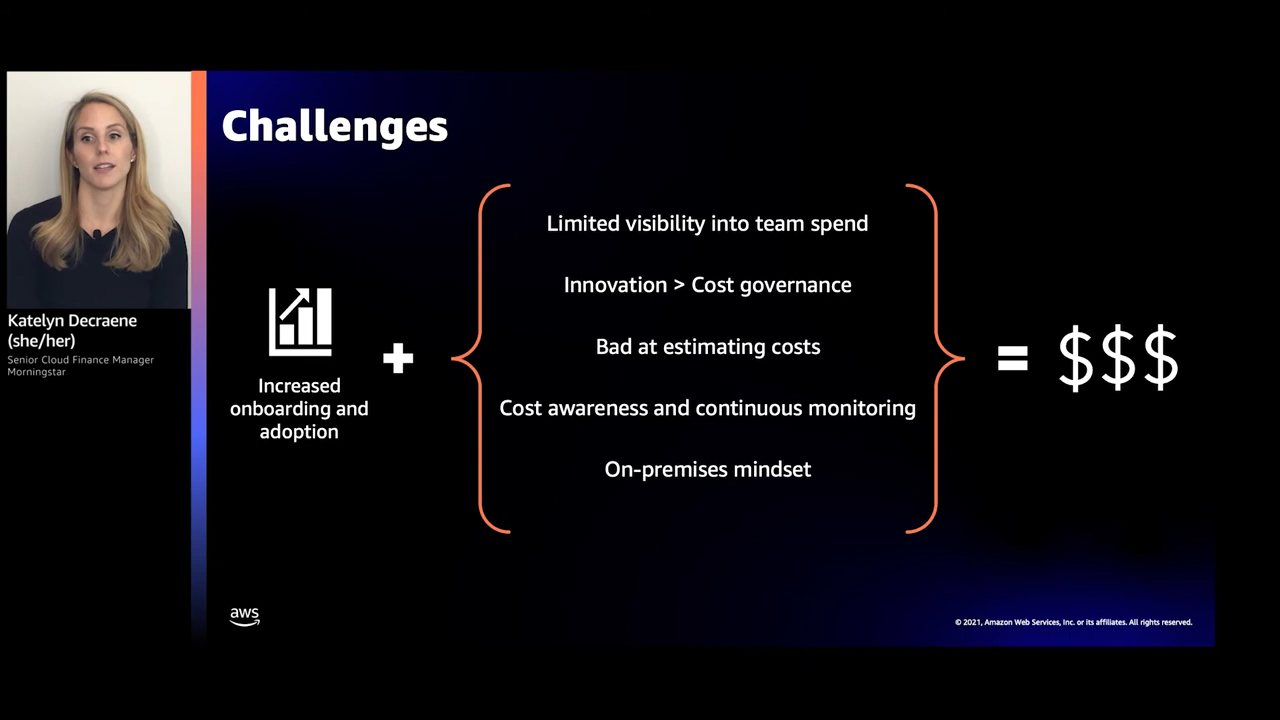 Challenges
Katelyn Decraene
(she/her)
Senior Cloud Finance Manager
Morningstar
Increased
onboarding and
adoption
+
Limited visibility into team spend
Innovation > Cost governance
Bad at estimating costs
Cost awareness and continuous monitoring
On-premises mindset
= $$$
aws
© 2021, Amazon Web Services, Inc. or its affiliates. All rights reserved.